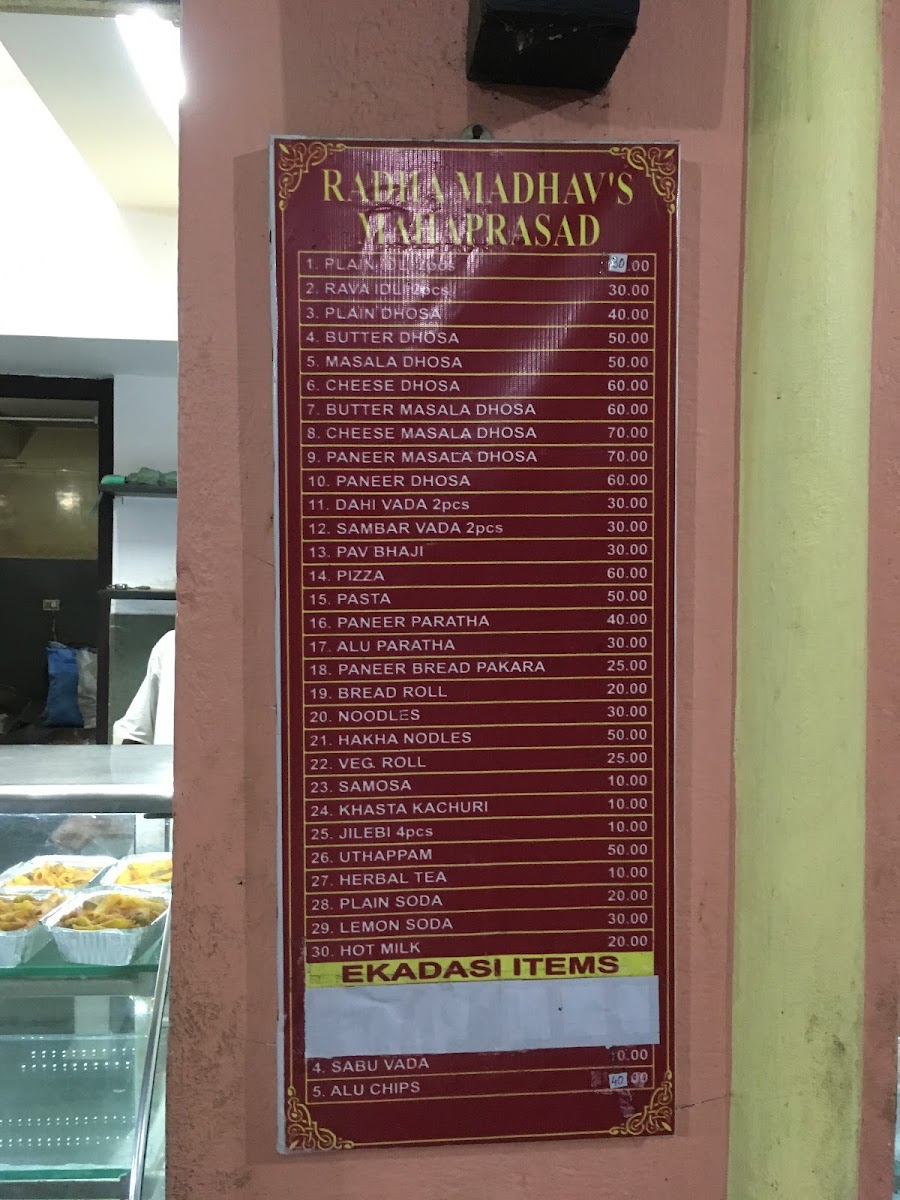 RADHA MADHAV'S
MAHAPRASAD
1. PLAIN IDLI 2pcs 30.00
2. RAVA IDLI 2pcs 30.00
3. PLAIN DHOSA 40.00
4. BUTTER DHOSA 50.00
5. MASALA DHOSA 50.00
6. CHEESE DHOSA 60.00
7. BUTTER MASALA DHOSA 60.00
8. CHEESE MASALA DHOSA 70.00
9. PANEER MASALA DHOSA 70.00
10. PANEER DHOSA 60.00
11. DAHI VADA 2pcs 30.00
12. SAMBAR VADA 2pcs 30.00
13. PAV BHAJI 30.00
14. PIZZA 60.00
15. PASTA 50.00
16. PANEER PARATHA 40.00
17. ALU PARATHA 30.00
18. PANEER BREAD PAKARA 25.00
19. BREAD ROLL 20.00
20. NOODLES 30.00
21. HAKHA NODLES 50.00
22. VEG. ROLL 25.00
23. SAMOSA 10.00
24. KHASTA KACHURI 10.00
25. JILEBI 4pcs 10.00
26. UTHAPPAM 50.00
27. HERBAL TEA 10.00
28. PLAIN SODA 20.00
29. LEMON SODA 30.00
30. HOT MILK 20.00
EKADASI ITEMS
4. SABU VADA 10.00
5. ALU CHIPS 40.00